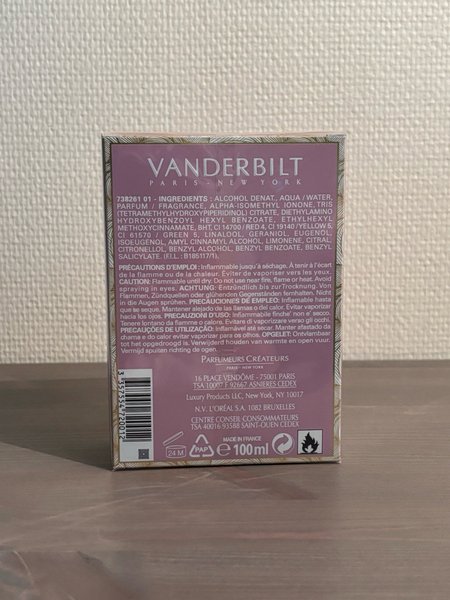 VANDERBILT
PARIS - NEW YORK
738261 01 - INGREDIENTS : ALCOHOL DENAT., AQUA / WATER,
PARFUM / FRAGRANCE, ALPHA-ISOMETHYL IONONE, TRIS
(TETRAMETHYLHYDROXYPIPERIDINOL) CITRATE, DIETHYLAMINO
HYDROXYBENZOYL HEXYL BENZOATE, ETHYLHEXYL
METHOXYCINNAMATE, BHT, CI 14700 / RED 4, CI 19140 / YELLOW 5,
CI 61570 / GREEN 5, LINALOOL, GERANIOL, EUGENOL,
ISOEUGENOL, AMYL CINNAMYL ALCOHOL, LIMONENE, CITRAL,
CITRONELLOL, BENZYL ALCOHOL, BENZYL BENZOATE, BENZYL
SALICYLATE. (F.I.L. : B185117/1).
PRÉCAUTIONS D'EMPLOI : Inflammable jusqu'à séchage. À tenir à l'écart
de la flamme ou de la chaleur. Éviter de vaporiser vers les yeux.
CAUTION: Flammable until dry. Do not use near fire, flame or heat. Avoid
spraying in eyes. ACHTUNG: Entzündlich bis zur Trocknung. Von
Flammen, Zündquellen oder glühenden Gegenständen fernhalten. Nicht
in die Augen sprühen. PRECAUCIONES DE EMPLEO: Inflamable hasta
que se seque. Mantener alejado de las llamas o del calor. Evitar vaporizar
hacia los ojos. PRECAUZIONI D'USO: Infiammabile finche' non e' secco.
Tenere lontano da fiamme o calore. Evitare di vaporizzare verso gli occhi.
PRECAUÇÕES DE UTILIZAÇÃO: Inflamável até secar. Manter afastado da
chama e do calor Evitar vaporizar para os olhos. OPGELET: Ontvlambaar
tot het opgedroogd is.Verwijderd houden van warmte en open vuur.
Vermijd spuiten richting de ogen.
PARFUMEURS CRÉATEURS
PARIS - NEW YORK
16 PLACE VENDÔME - 75001 PARIS
TSA 10007 F 92667 ASNIERES CEDEX
Luxury Products LLC, New York, NY 10017
N.V. L'ORÉAL S.A. 1082 BRUXELLES
CENTRE CONSEIL CONSOMMATEURS
TSA 40016 93588 SAINT-OUEN CEDEX
3 357554 722012
24 M
PAP
MADE IN FRANCE
e 100 ml